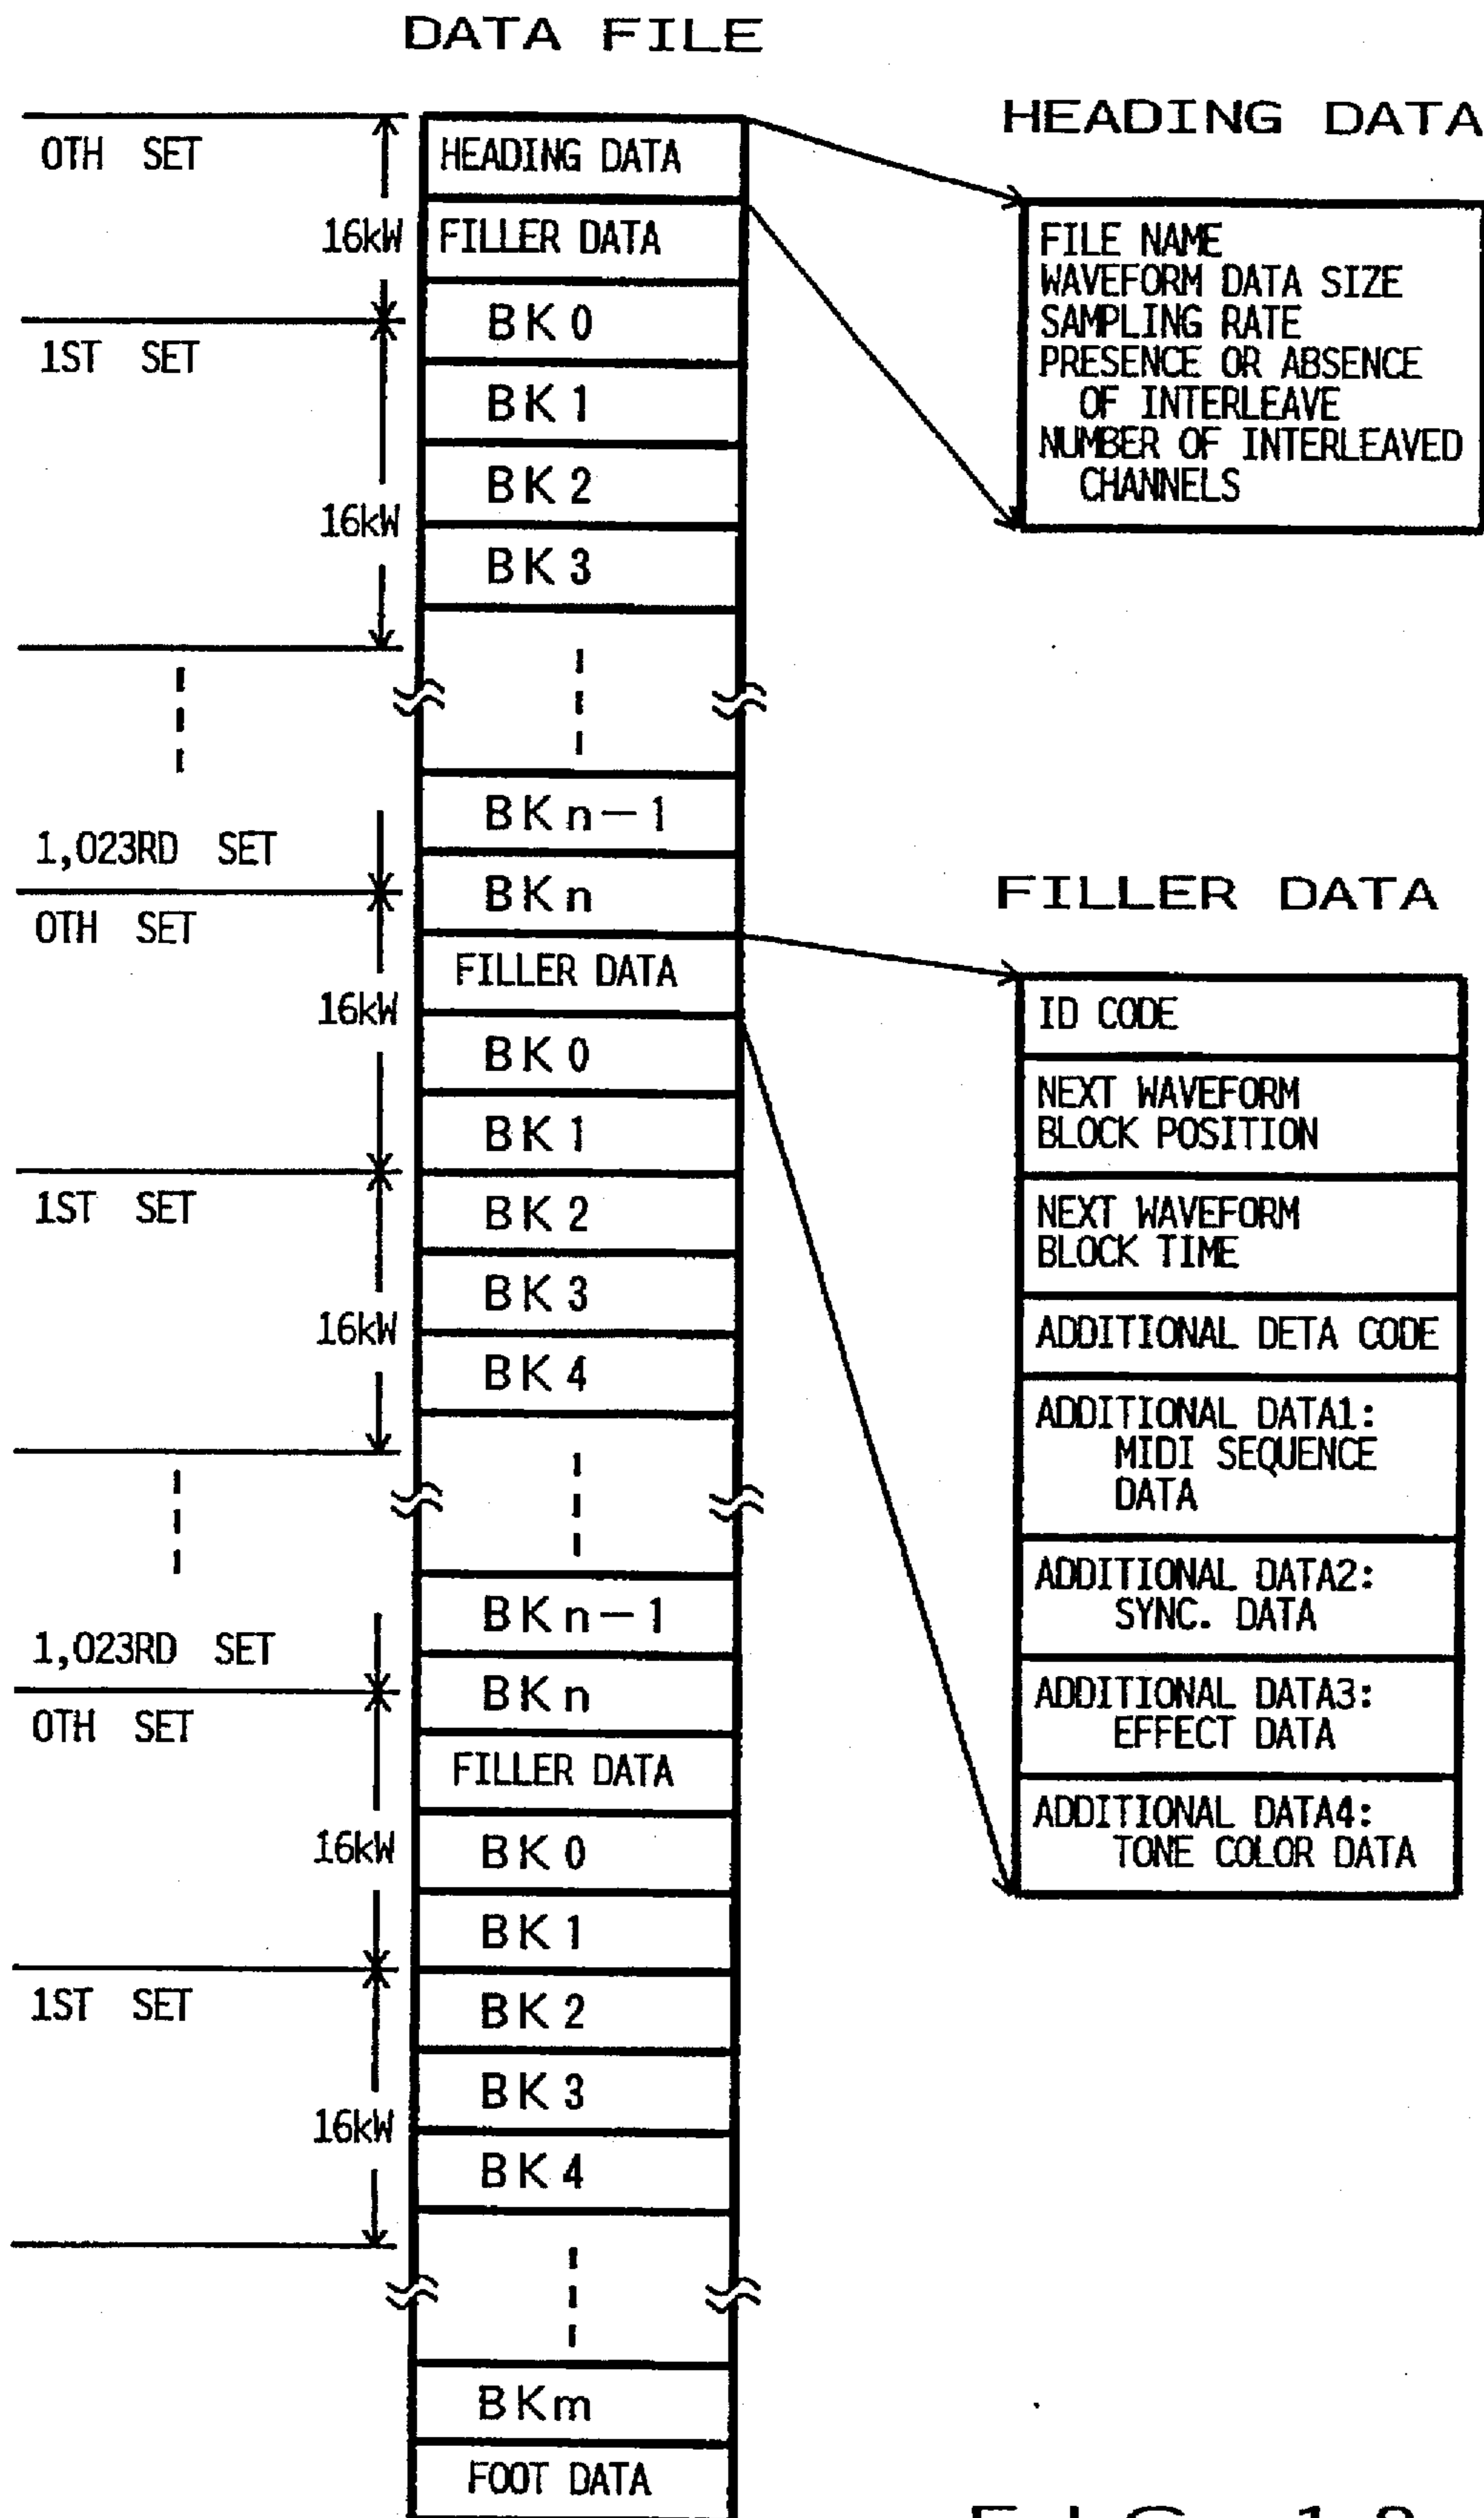 DATA FILE
0TH SET
16kW
1ST SET
16kW
1,023RD SET
0TH SET
16kW
1ST SET
16kW
1,023RD SET
0TH SET
16kW
1ST SET
16kW
HEADING DATA
FILLER DATA
BK0
BK1
BK2
BK3
BKn-1
BKn
FILLER DATA
BK0
BK1
BK2
BK3
BK4
BKn-1
BKn
FILLER DATA
BK0
BK1
BK2
BK3
BK4
BKm
FOOT DATA
HEADING DATA
FILE NAME
WAVEFORM DATA SIZE
SAMPLING RATE
PRESENCE OR ABSENCE
OF INTERLEAVE
NUMBER OF INTERLEAVED
CHANNELS
FILLER DATA
ID CODE
NEXT WAVEFORM
BLOCK POSITION
NEXT WAVEFORM
BLOCK TIME
ADDITIONAL DETA CODE
ADDITIONAL DATA1:
MIDI SEQUENCE
DATA
ADDITIONAL DATA2:
SYNC. DATA
ADDITIONAL DATA3:
EFFECT DATA
ADDITIONAL DATA4:
TONE COLOR DATA